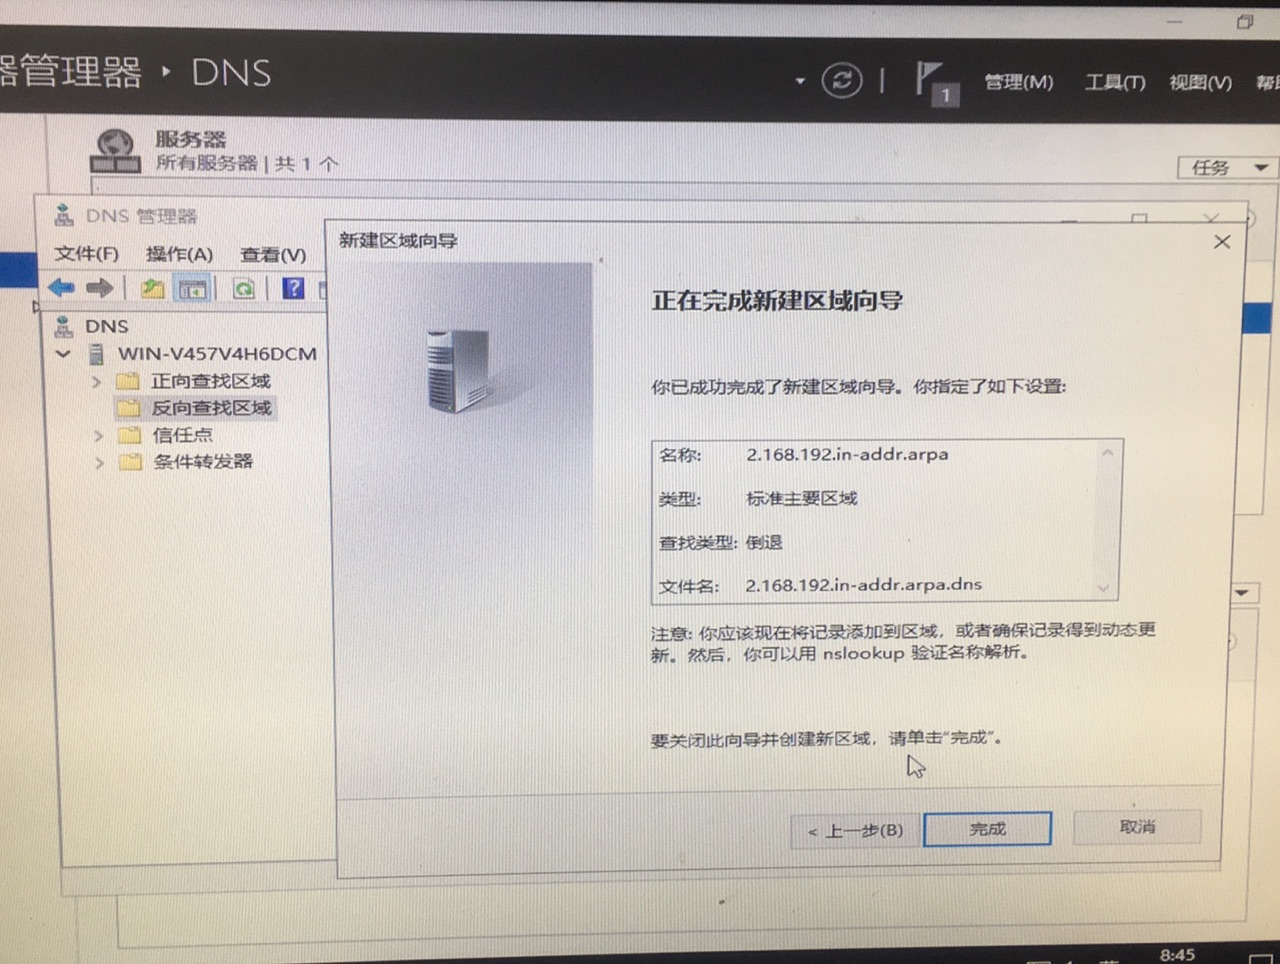 器管理器 ‣ DNS
1
管理(M) 工具(T) 视图(V)
服务器
所有服务器 | 共 1 个
任务
DNS 管理器
文件(F) 操作(A) 查看(V)
DNS
WIN-V457V4H6DCM
正向查找区域
反向查找区域
信任点
条件转发器
新建区域向导
正在完成新建区域向导
你已成功完成了新建区域向导。你指定了如下设置:
名称: 2.168.192.in-addr.arpa
类型: 标准主要区域
查找类型: 倒退
文件名: 2.168.192.in-addr.arpa.dns
注意: 你应该现在将记录添加到区域，或者确保记录得到动态更
新。然后，你可以用 nslookup 验证名称解析。
要关闭此向导并创建新区域，请单击“完成”。
< 上一步(B) 完成 取消
8:45